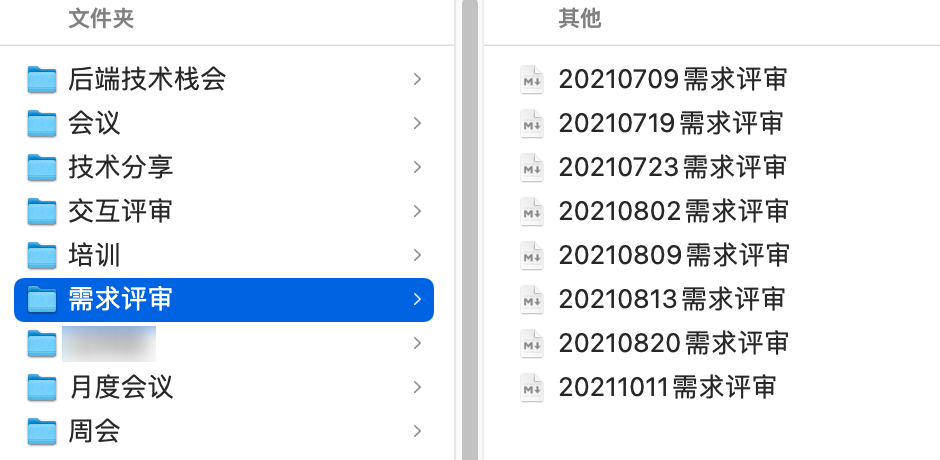 文件夹
后端技术栈会
会议
技术分享
交互评审
培训
需求评审
月度会议
周会
其他
20210709需求评审
20210719需求评审
20210723需求评审
20210802需求评审
20210809需求评审
20210813需求评审
20210820需求评审
20211011需求评审